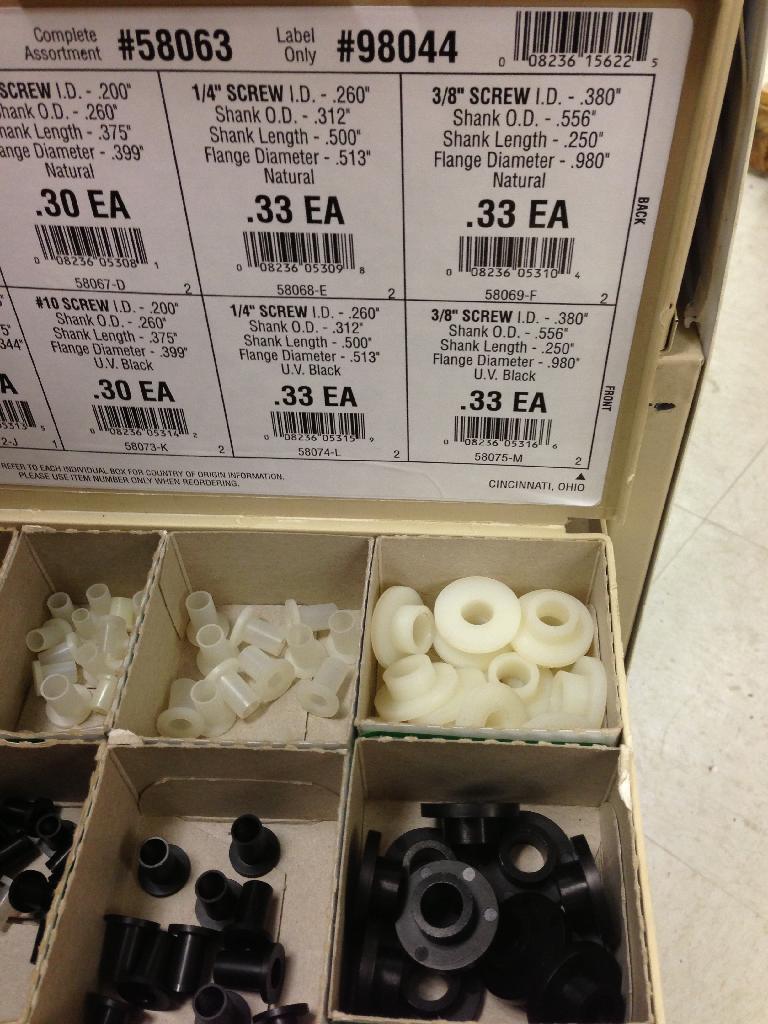 Complete Assortment #58063 Label Only #98044
0 08236 15622 5
SCREW I.D. - .200"
Shank O.D. - .260"
Shank Length - .375"
Flange Diameter - .399"
Natural
.30 EA
0 08236 05308 1
58067-D 2
1/4" SCREW I.D. - .260"
Shank O.D. - .312"
Shank Length - .500"
Flange Diameter - .513"
Natural
.33 EA
0 08236 05309 8
58068-E 2
3/8" SCREW I.D. - .380"
Shank O.D. - .556"
Shank Length - .250"
Flange Diameter - .980"
Natural
.33 EA
0 08236 05310 4
58069-F 2
BACK
#10 SCREW I.D. - .200"
Shank O.D. - .260"
Shank Length - .375"
Flange Diameter - .399"
U.V. Black
.30 EA
0 08236 05314 2
58073-K 2
1/4" SCREW I.D. - .260"
Shank O.D. - .312"
Shank Length - .500"
Flange Diameter - .513"
U.V. Black
.33 EA
0 08236 05315 9
58074-L 2
3/8" SCREW I.D. - .380"
Shank O.D. - .556"
Shank Length - .250"
Flange Diameter - .980"
U.V. Black
.33 EA
0 08236 05316 6
58075-M 2
FRONT
REFER TO EACH INDIVIDUAL BOX FOR COUNTRY OF ORIGIN INFORMATION.
PLEASE USE ITEM NUMBER ONLY WHEN REORDERING.
CINCINNATI, OHIO